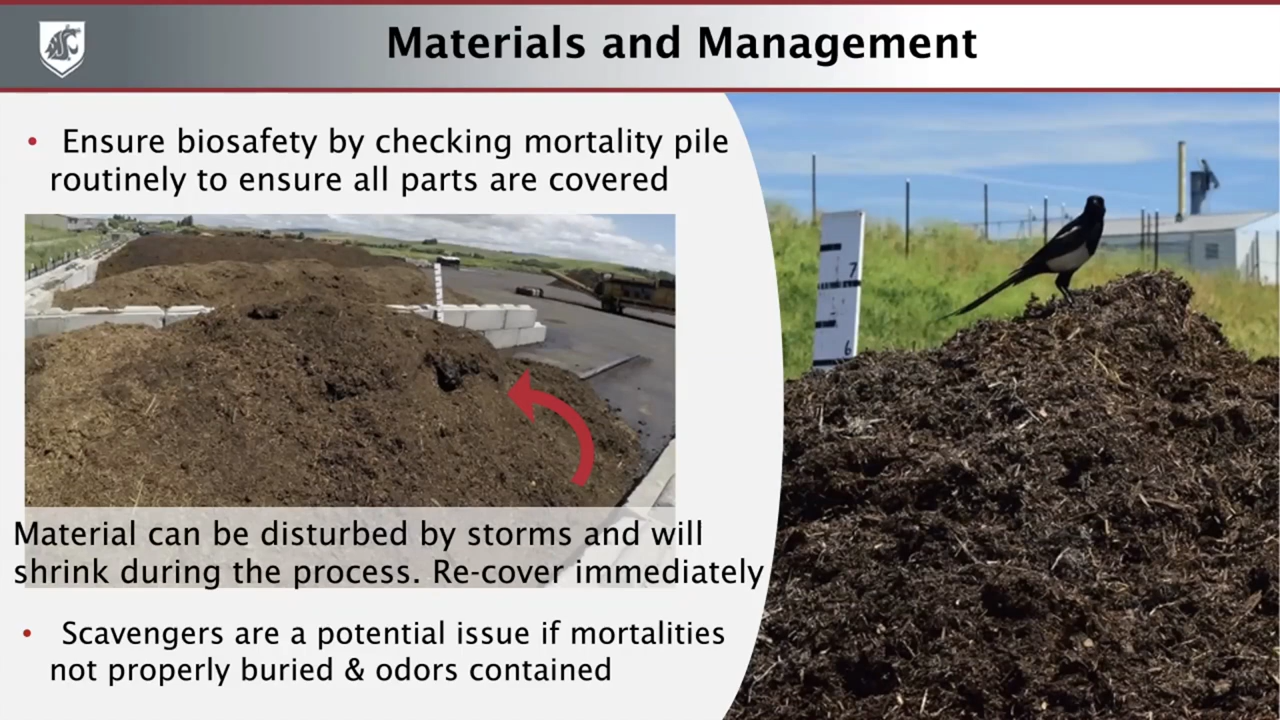 Materials and Management
• Ensure biosafety by checking mortality pile
routinely to ensure all parts are covered
Material can be disturbed by storms and will
shrink during the process. Re-cover immediately
• Scavengers are a potential issue if mortalities
not properly buried & odors contained
7
6